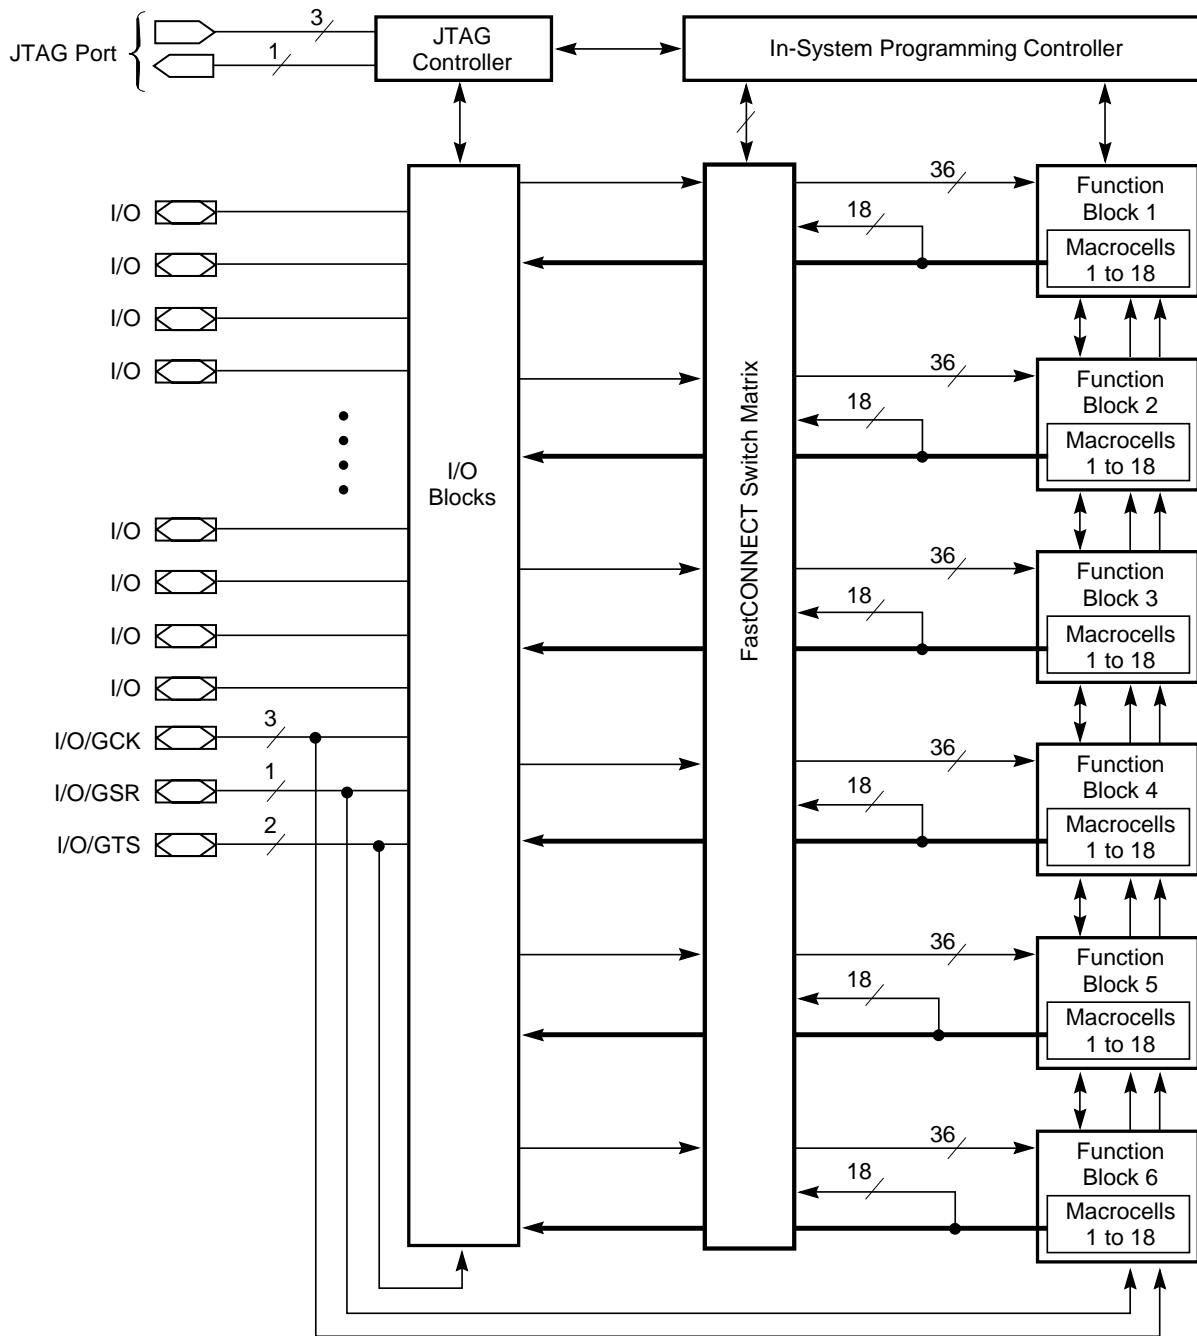 JTAG Port
3
1
JTAG
Controller
In-System Programming Controller
I/O
I/O
I/O
I/O
I/O
I/O
I/O
I/O
I/O/GCK
3
I/O/GSR
1
I/O/GTS
2
I/O
Blocks
FastCONNECT Switch Matrix
36
18
Function
Block 1
Macrocells
1 to 18
36
18
Function
Block 2
Macrocells
1 to 18
36
18
Function
Block 3
Macrocells
1 to 18
36
18
Function
Block 4
Macrocells
1 to 18
36
18
Function
Block 5
Macrocells
1 to 18
36
18
Function
Block 6
Macrocells
1 to 18